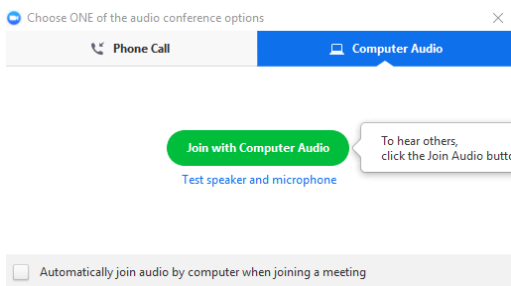 Choose ONE of the audio conference options
Phone Call
Computer Audio
Join with Computer Audio
To hear others,
click the Join Audio
Test speaker and microphone
Automatically join audio by computer when joining a meeting